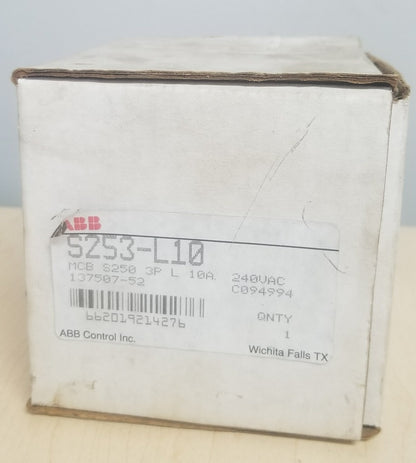 ABB
S253-L10
MCB S250 3P L 10A 240VAC
137507-52 C094994
662019214276
QNTY
1
ABB Control Inc.
Wichita Falls TX